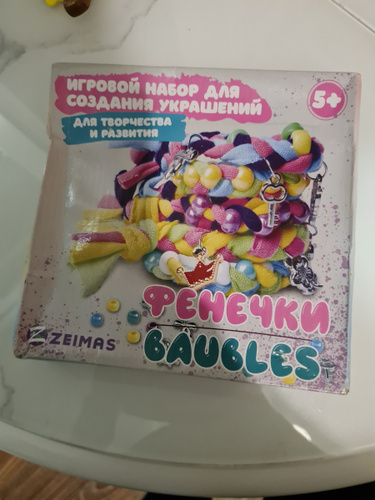 ИГРОВОЙ НАБОР ДЛЯ
СОЗДАНИЯ УКРАШЕНИЙ
5+
ДЛЯ ТВОРЧЕСТВА
И РАЗВИТИЯ
ФЕНЕЧКИ
BAUBLES
ZEIMAS